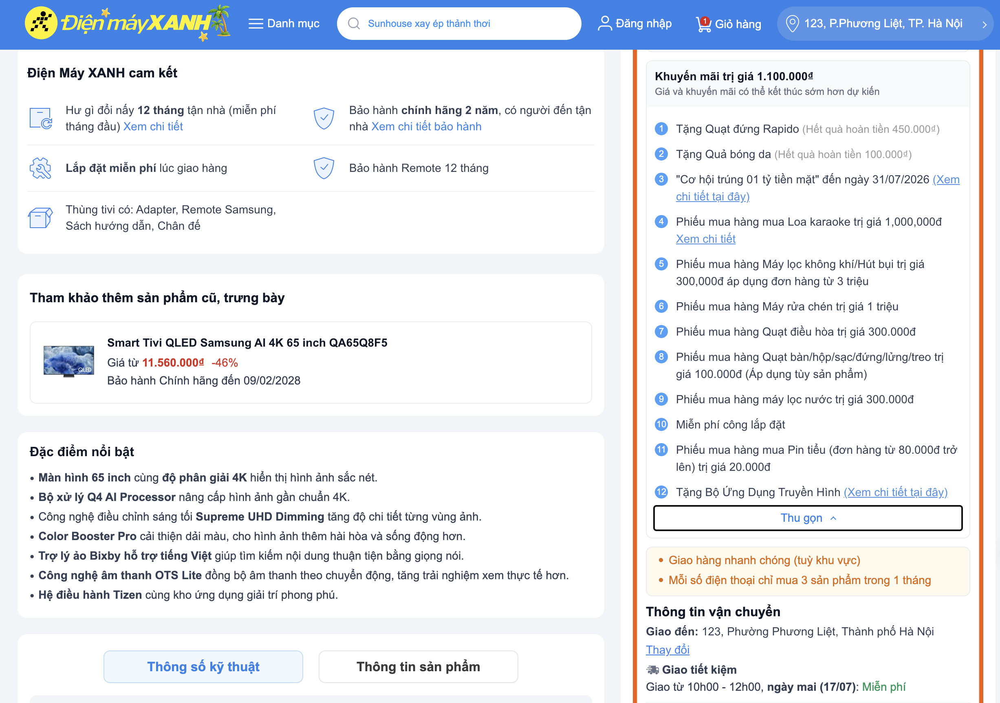 Điện máy XANH
Danh mục
Sunhouse xay ép thảnh thơi
Đăng nhập
1
Giỏ hàng
123, P.Phương Liệt, TP. Hà Nội
Điện Máy XANH cam kết
Hư gì đổi nấy 12 tháng tận nhà (miễn phí
tháng đầu) Xem chi tiết
Bảo hành chính hãng 2 năm, có người đến tận
nhà Xem chi tiết bảo hành
Lắp đặt miễn phí lúc giao hàng
Bảo hành Remote 12 tháng
Thùng tivi có: Adapter, Remote Samsung,
Sách hướng dẫn, Chân đế
Tham khảo thêm sản phẩm cũ, trưng bày
QLED
Smart Tivi QLED Samsung AI 4K 65 inch QA65Q8F5
Giá từ 11.560.000₫ -46%
Bảo hành Chính hãng đến 09/02/2028
Đặc điểm nổi bật
• Màn hình 65 inch cùng độ phân giải 4K hiển thị hình ảnh sắc nét.
• Bộ xử lý Q4 AI Processor nâng cấp hình ảnh gần chuẩn 4K.
• Công nghệ điều chỉnh sáng tối Supreme UHD Dimming tăng độ chi tiết từng vùng ảnh.
• Color Booster Pro cải thiện dải màu, cho hình ảnh thêm hài hòa và sống động hơn.
• Trợ lý ảo Bixby hỗ trợ tiếng Việt giúp tìm kiếm nội dung thuận tiện bằng giọng nói.
• Công nghệ âm thanh OTS Lite đồng bộ âm thanh theo chuyển động, tăng trải nghiệm xem thực tế hơn.
• Hệ điều hành Tizen cùng kho ứng dụng giải trí phong phú.
Thông số kỹ thuật
Thông tin sản phẩm
Khuyến mãi trị giá 1.100.000₫
Giá và khuyến mãi có thể kết thúc sớm hơn dự kiến
1 Tặng Quạt đứng Rapido (Hết quà hoàn tiền 450.000₫)
2 Tặng Quả bóng da (Hết quà hoàn tiền 100.000₫)
3 "Cơ hội trúng 01 tỷ tiền mặt" đến ngày 31/07/2026 (Xem
chi tiết tại đây)
4 Phiếu mua hàng mua Loa karaoke trị giá 1,000,000đ
Xem chi tiết
5 Phiếu mua hàng Máy lọc không khí/Hút bụi trị giá
300,000đ áp dụng đơn hàng từ 3 triệu
6 Phiếu mua hàng Máy rửa chén trị giá 1 triệu
7 Phiếu mua hàng Quạt điều hòa trị giá 300.000đ
8 Phiếu mua hàng Quạt bàn/hộp/sạc/đứng/lửng/treo trị
giá 100.000đ (Áp dụng tùy sản phẩm)
9 Phiếu mua hàng máy lọc nước trị giá 300.000đ
10 Miễn phí công lắp đặt
11 Phiếu mua hàng mua Pin tiểu (đơn hàng từ 80.000đ trở
lên) trị giá 20.000đ
12 Tặng Bộ Ứng Dụng Truyền Hình (Xem chi tiết tại đây)
Thu gọn
• Giao hàng nhanh chóng (tuỳ khu vực)
• Mỗi số điện thoại chỉ mua 3 sản phẩm trong 1 tháng
Thông tin vận chuyển
Giao đến: 123, Phường Phương Liệt, Thành phố Hà Nội
Thay đổi
Giao tiết kiệm
Giao từ 10h00 - 12h00, ngày mai (17/07): Miễn phí